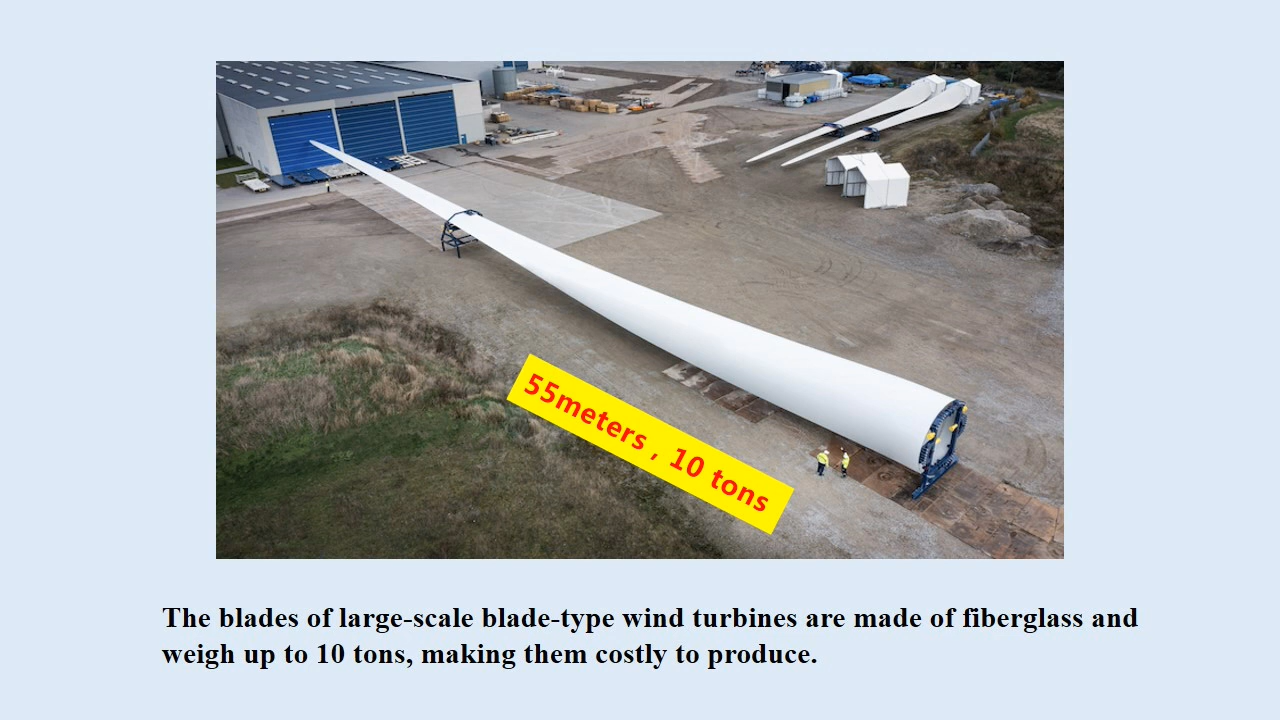 55meters , 10 tons
The blades of large-scale blade-type wind turbines are made of fiberglass and
weigh up to 10 tons, making them costly to produce.